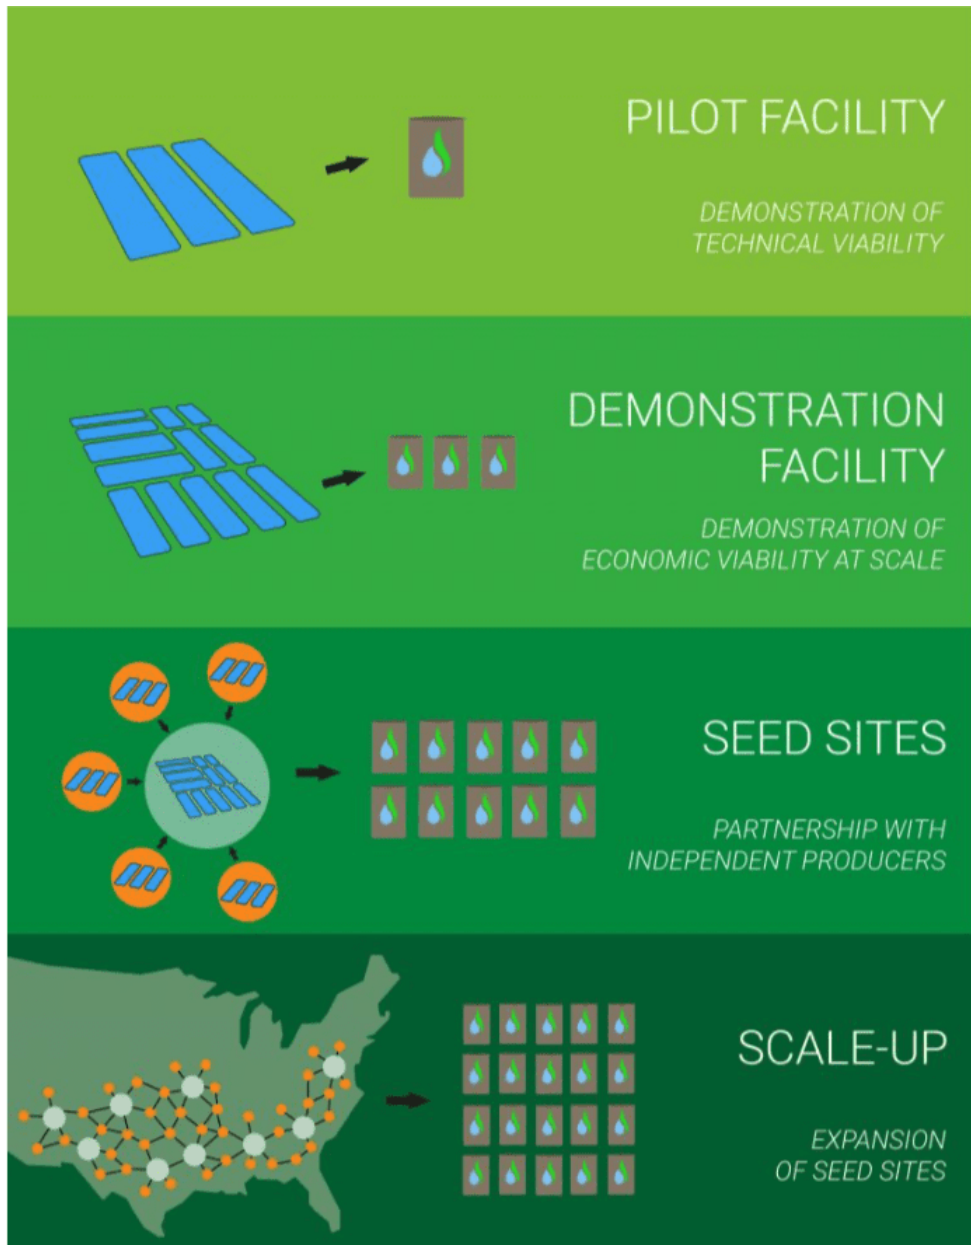 PILOT FACILITY
DEMONSTRATION OF
TECHNICAL VIABILITY
DEMONSTRATION
FACILITY
DEMONSTRATION OF
ECONOMIC VIABILITY AT SCALE
SEED SITES
PARTNERSHIP WITH
INDEPENDENT PRODUCERS
SCALE-UP
EXPANSION
OF SEED SITES